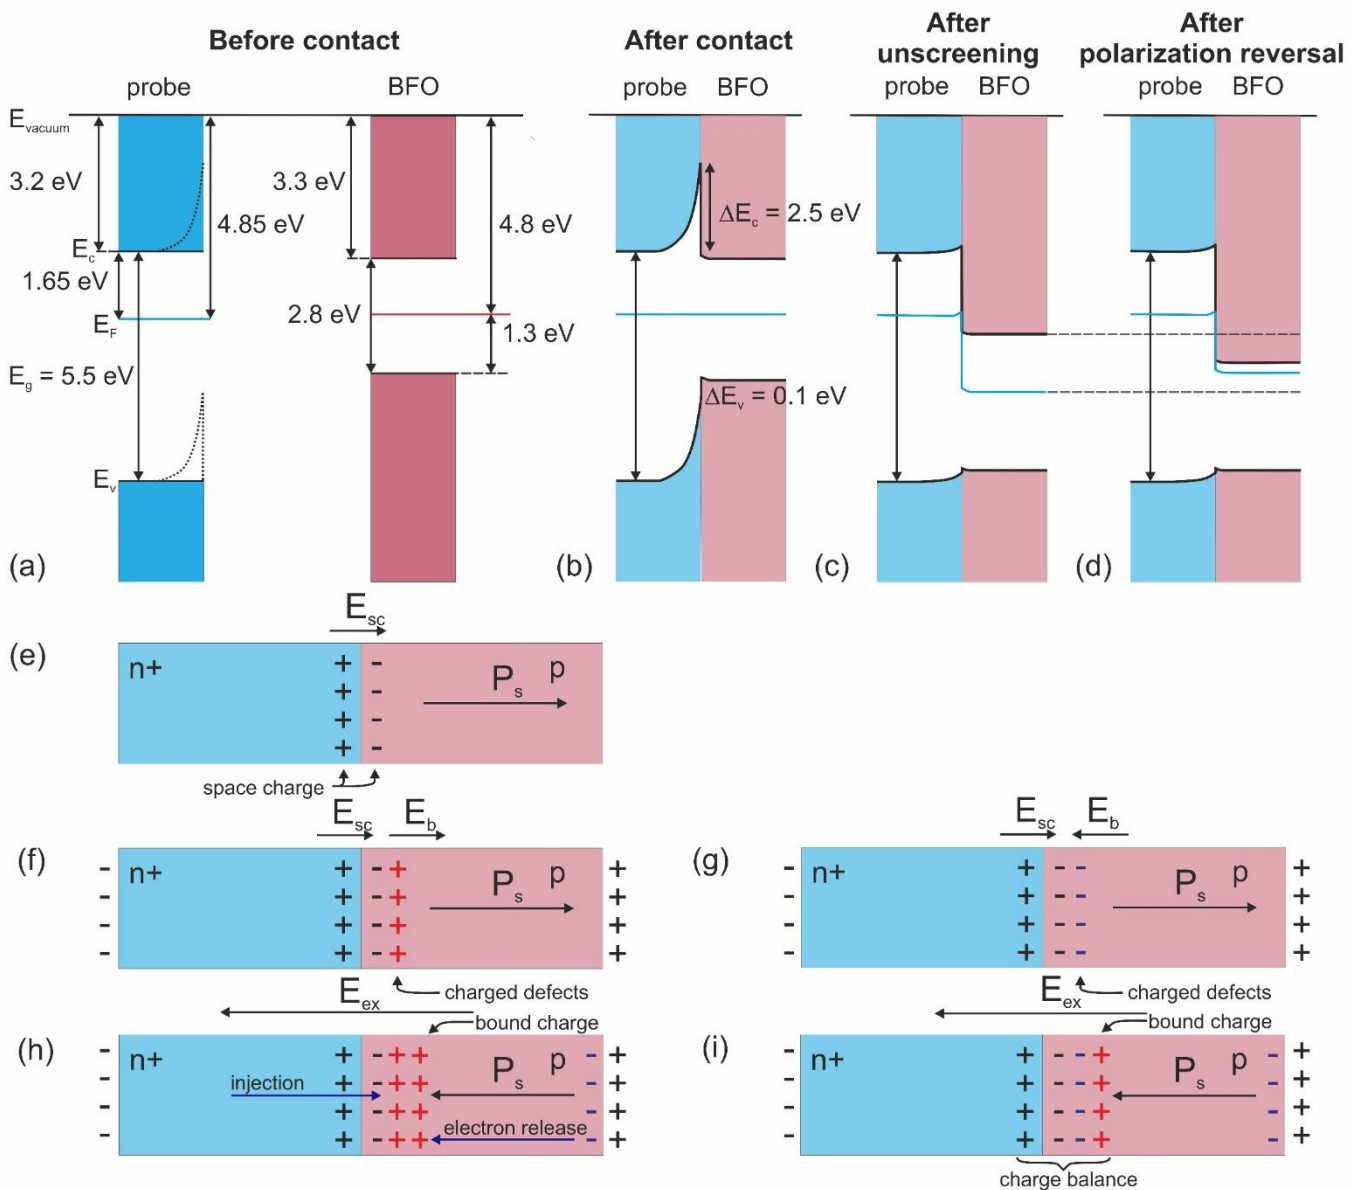 Before contact
After contact
After
unscreening
After
polarization reversal
probe
BFO
probe
BFO
probe
BFO
probe
BFO
E_vacuum
3.2 eV
3.3 eV
4.85 eV
4.8 eV
ΔE_c = 2.5 eV
E_c
1.65 eV
2.8 eV
E_F
1.3 eV
E_g = 5.5 eV
ΔE_v = 0.1 eV
E_v
(a)
(b)
(c)
(d)
E_sc
(e)
n+
+ -
+ -
+ -
+ -
P_s
p
space charge
E_sc
E_b
(f)
- n+ + - + +
- + - + +
- + - + +
- + - + +
P_s
p
charged defects
E_sc
E_b
(g)
- n+ + - - +
- + - - +
- + - - +
- + - - +
P_s
p
charged defects
E_ex
bound charge
(h)
- n+ + - + + - +
- + - + + - +
- + - + + - +
- + - + + - +
injection
P_s
p
electron release
E_ex
bound charge
(i)
- n+ + - - + - +
- + - - + - +
- + - - + - +
- + - - + - +
P_s
p
charge balance